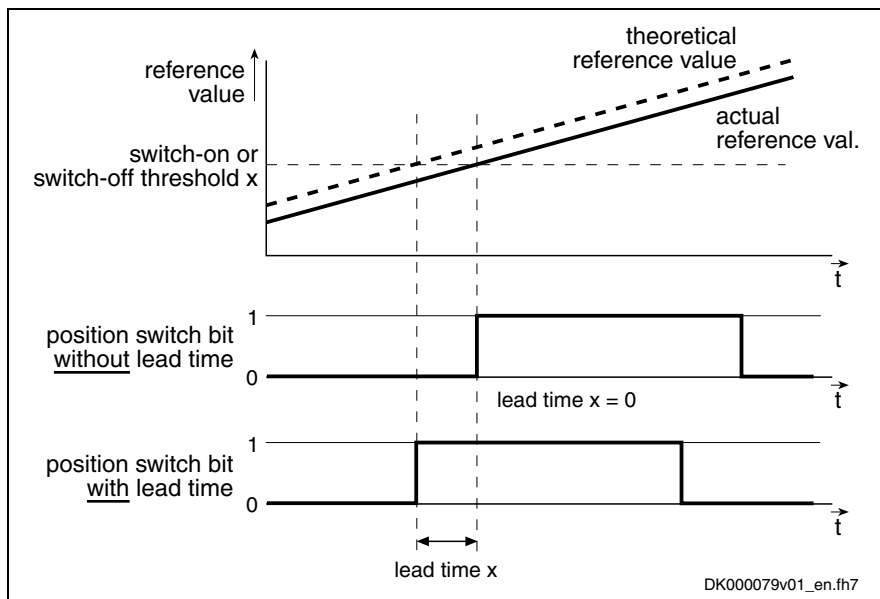 reference
value
theoretical
reference value
actual
reference val.
switch-on or
switch-off threshold x
t
position switch bit
without lead time
1
0
lead time x = 0
t
position switch bit
with lead time
1
0
t
lead time x
DK000079v01_en.fh7